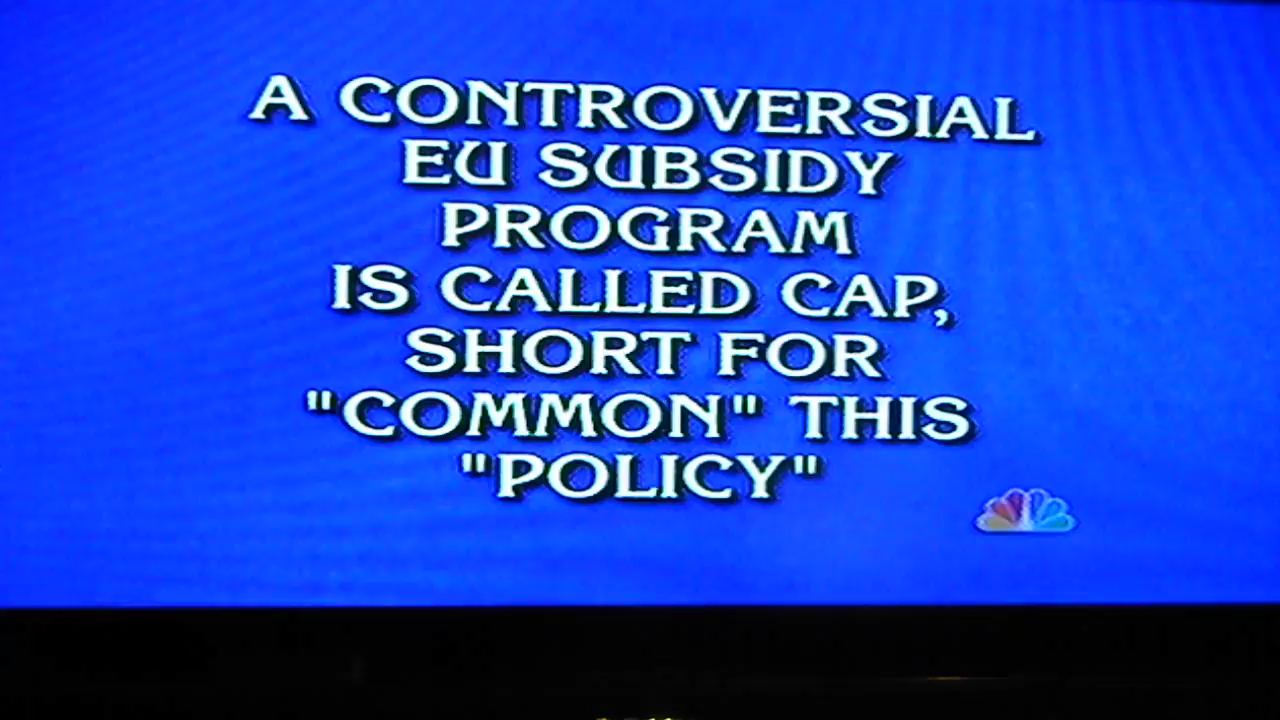 A CONTROVERSIAL
EU SUBSIDY
PROGRAM
IS CALLED CAP,
SHORT FOR
"COMMON" THIS
"POLICY"